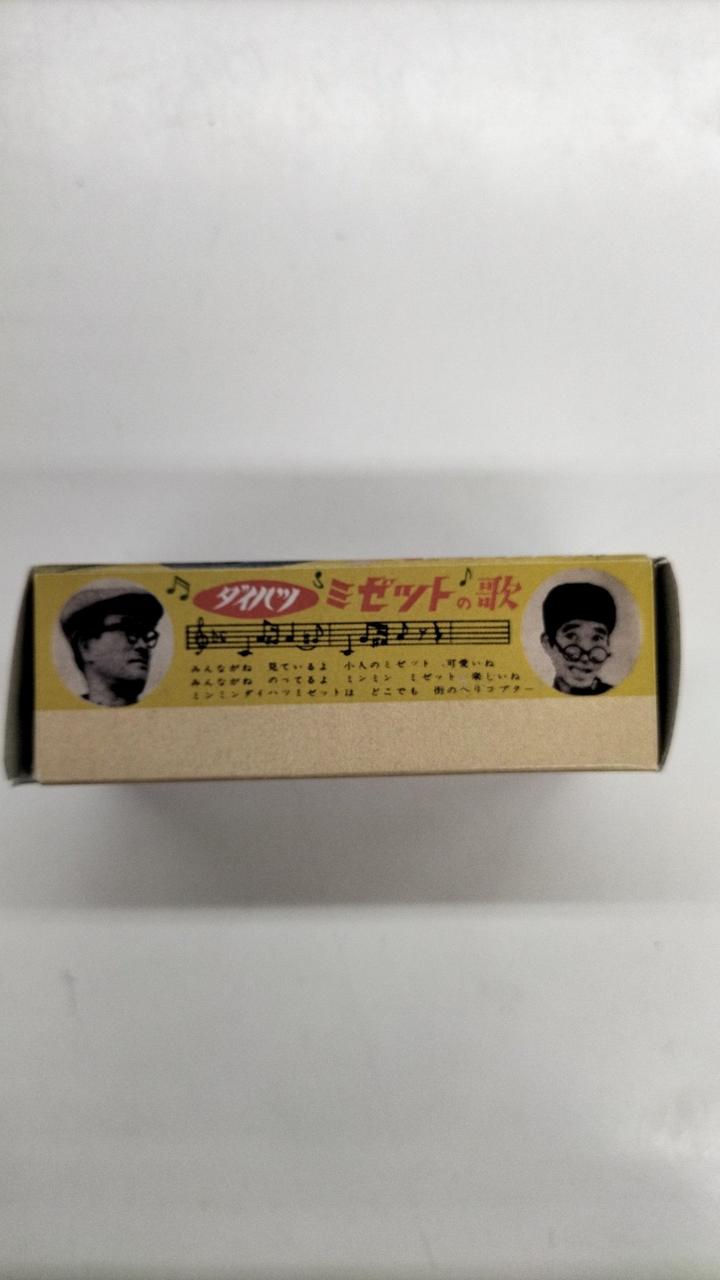 ダイハツ ミゼットの歌
みんながね 見ているよ 小人のミゼット 可愛いね
みんながね のってるよ ミンミン ミゼット 楽しいね
ミンミンダイハツミゼットは どこでも 街のヘリコプター